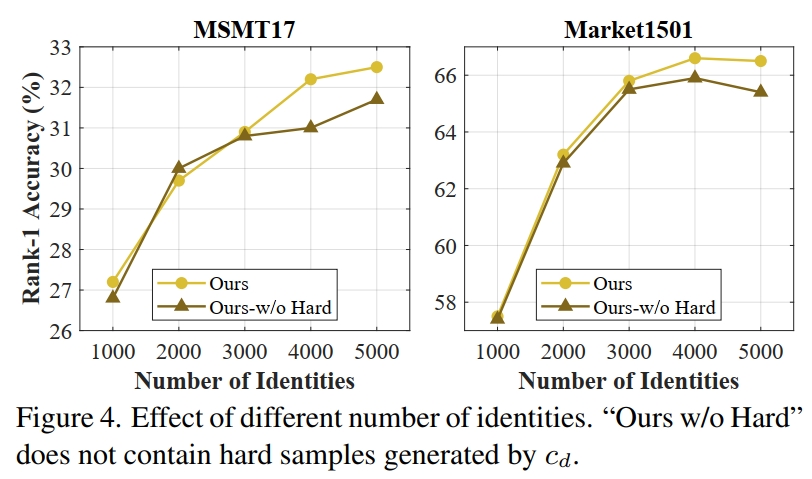 MSMT17
Rank-1 Accuracy (%)
33
32
31
30
29
28
27
26
1000 2000 3000 4000 5000
Number of Identities
Ours
Ours-w/o Hard
Market1501
66
64
62
60
58
1000 2000 3000 4000 5000
Number of Identities
Ours
Ours-w/o Hard
Figure 4. Effect of different number of identities. “Ours w/o Hard”
does not contain hard samples generated by c_d.